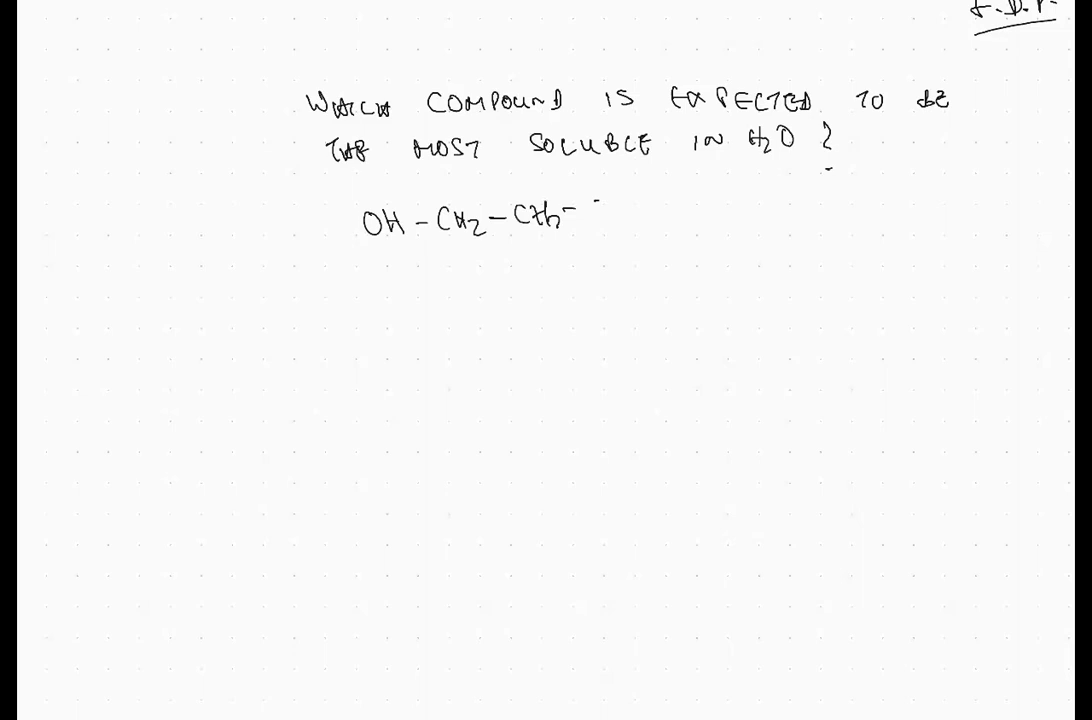 WHICH COMPOUND IS EXPECTED TO BE
THE MOST SOLUBLE IN H₂O ?
OH - CH₂ - CH₂ -